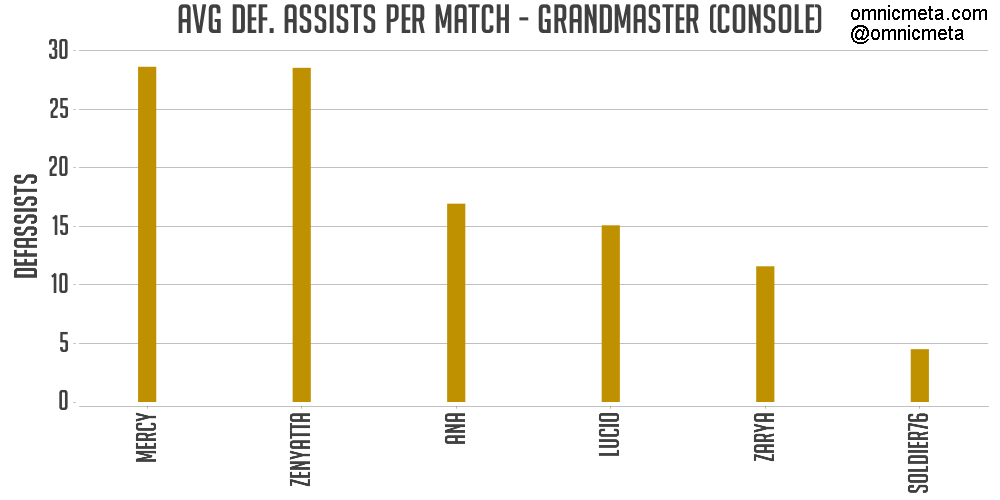 AVG DEF. ASSISTS PER MATCH - GRANDMASTER (CONSOLE)
omnicmeta.com
@omnicmeta
DEFASSISTS
30
25
20
15
10
5
0
MERCY
ZENYATTA
ANA
LUCIO
ZARYA
SOLDIER76